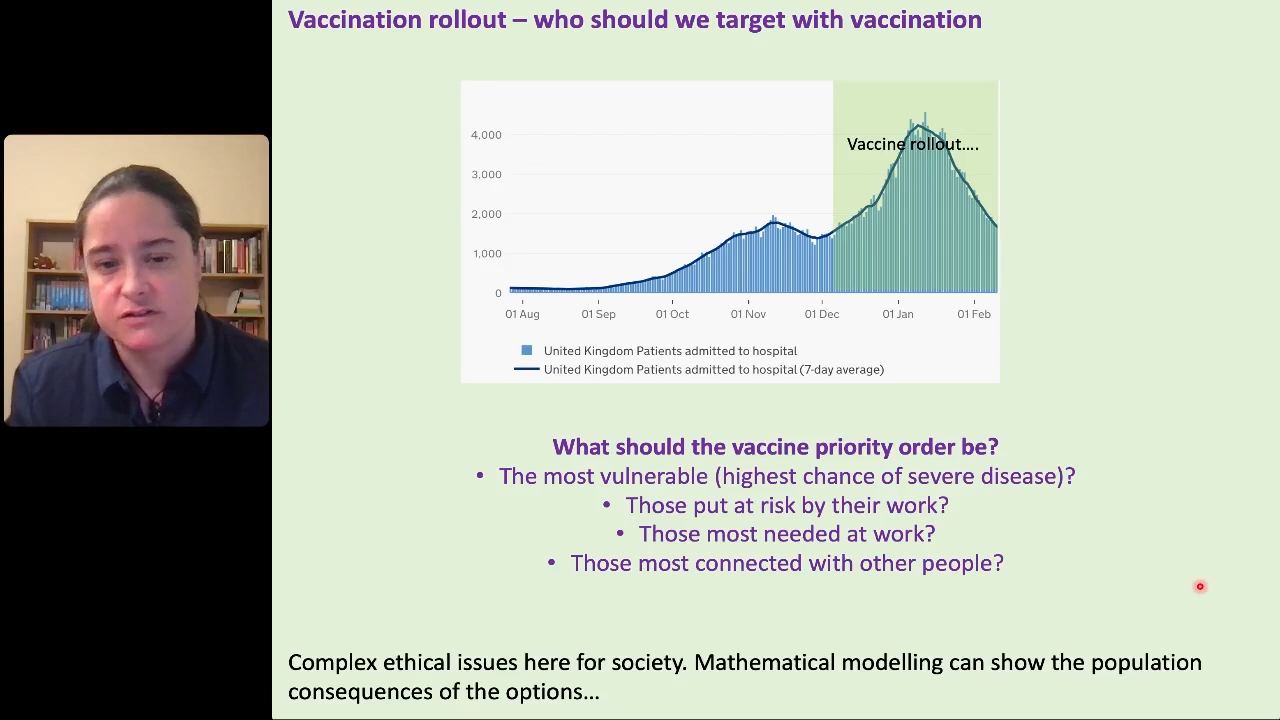 Vaccination rollout – who should we target with vaccination
Vaccine rollout....
4,000
3,000
2,000
1,000
0
01 Aug 01 Sep 01 Oct 01 Nov 01 Dec 01 Jan 01 Feb
United Kingdom Patients admitted to hospital
United Kingdom Patients admitted to hospital (7-day average)
What should the vaccine priority order be?
• The most vulnerable (highest chance of severe disease)?
• Those put at risk by their work?
• Those most needed at work?
• Those most connected with other people?
Complex ethical issues here for society. Mathematical modelling can show the population
consequences of the options...